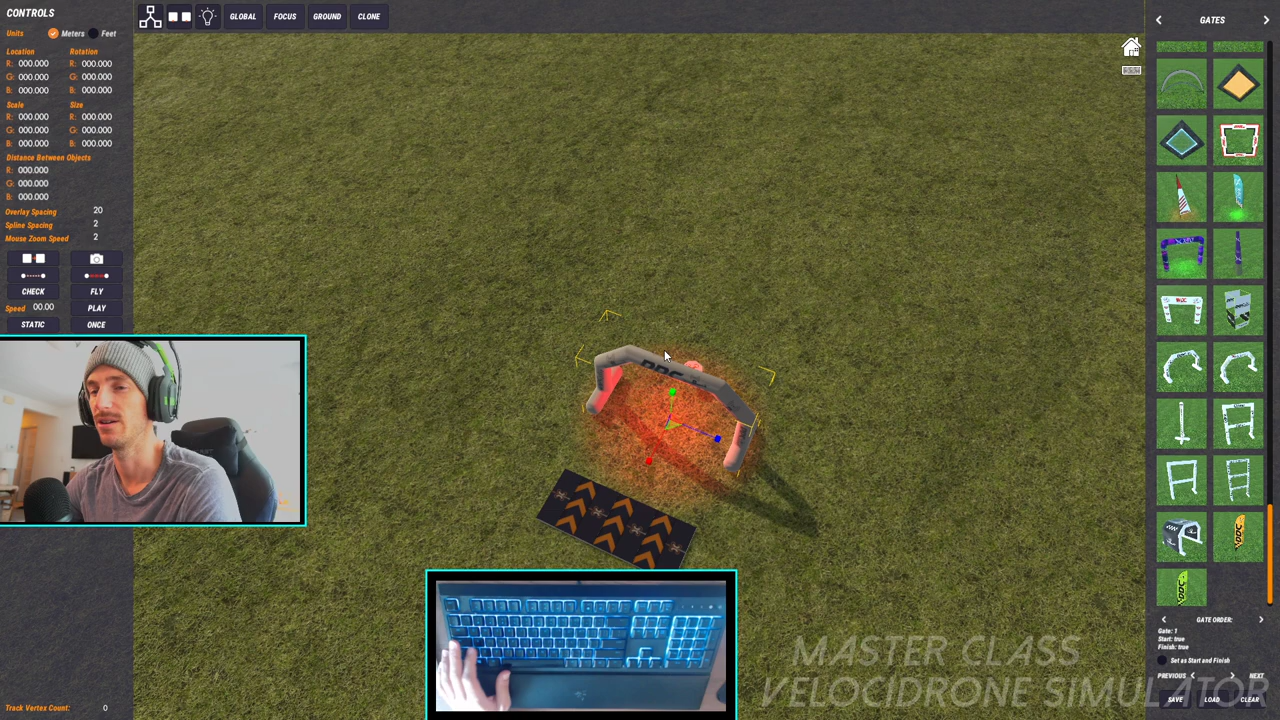 CONTROLS
Units Meters Feet
Location Rotation
R: 000.000 R: 000.000
G: 000.000 G: 000.000
B: 000.000 B: 000.000
Scale Size
R: 000.000 R: 000.000
G: 000.000 G: 000.000
B: 000.000 B: 000.000
Distance Between Objects
R: 000.000
G: 000.000
B: 000.000
Overlay Spacing 20
Spline Spacing 2
Mouse Zoom Speed 2
CHECK FLY
Speed 00.00 PLAY
STATIC ONCE
Track Vertex Count: 0
GLOBAL FOCUS GROUND CLONE
GATES
GATE ORDER:
Gate: 1
Start: true
Finish: true
Set as Start and Finish
PREVIOUS NEXT
SAVE LOAD CLEAR
MASTER CLASS
VELOCIDRONE SIMULATOR